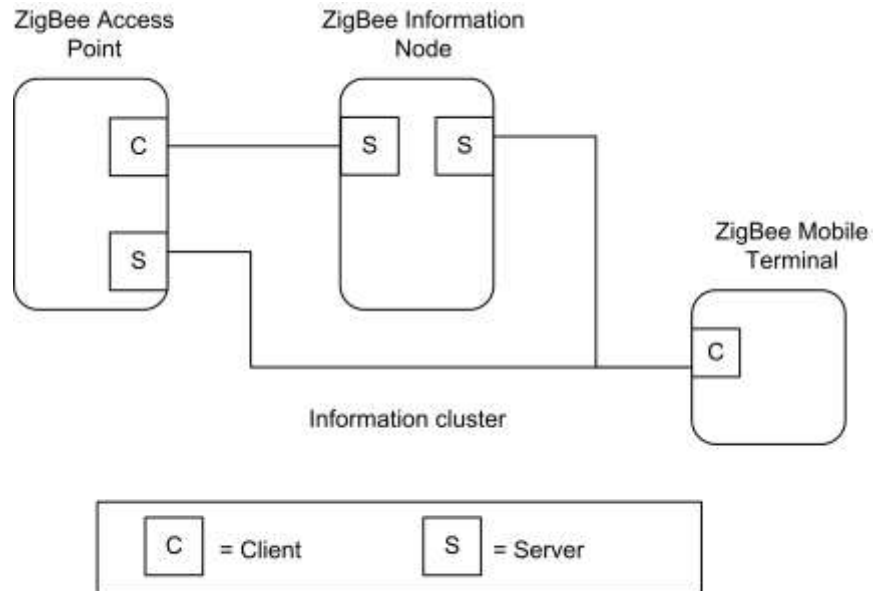 ZigBee Access
Point
ZigBee Information
Node
C
S
S
S
ZigBee Mobile
Terminal
C
Information cluster
C = Client
S = Server